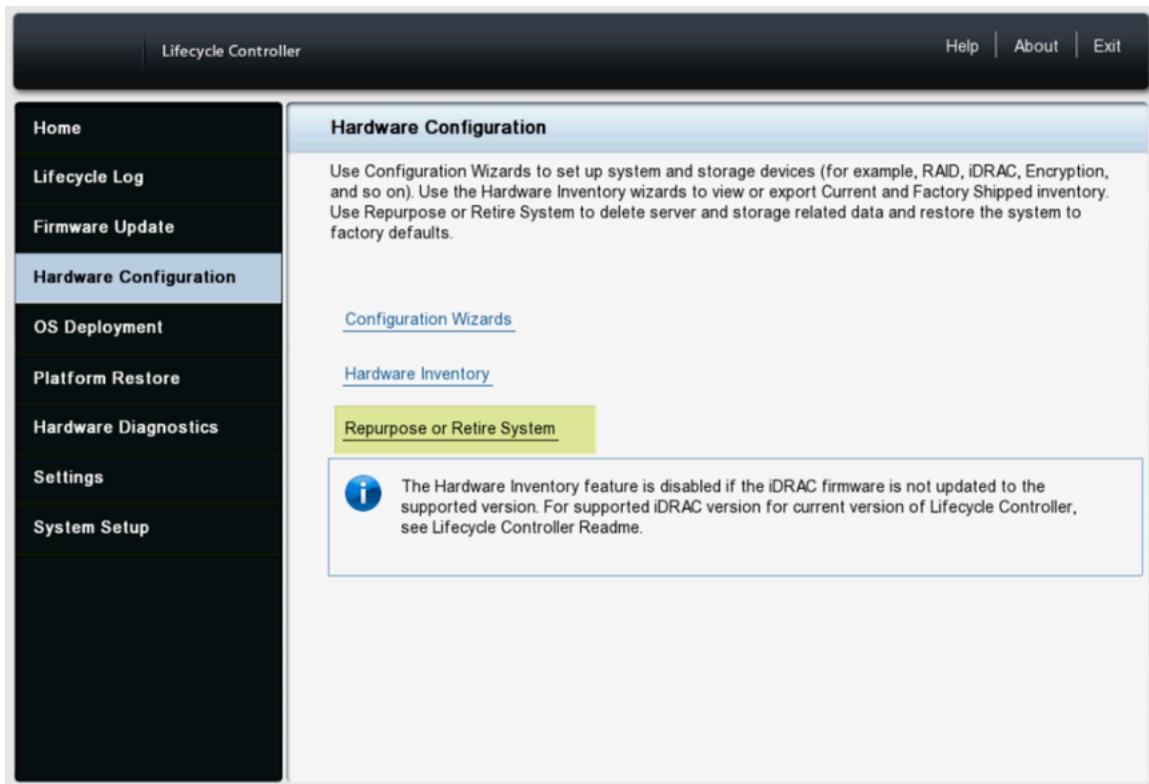 Lifecycle Controller
Help
About
Exit
Home
Lifecycle Log
Firmware Update
Hardware Configuration
OS Deployment
Platform Restore
Hardware Diagnostics
Settings
System Setup
Hardware Configuration
Use Configuration Wizards to set up system and storage devices (for example, RAID, iDRAC, Encryption,
and so on). Use the Hardware Inventory wizards to view or export Current and Factory Shipped inventory.
Use Repurpose or Retire System to delete server and storage related data and restore the system to
factory defaults.
Configuration Wizards
Hardware Inventory
Repurpose or Retire System
The Hardware Inventory feature is disabled if the iDRAC firmware is not updated to the
supported version. For supported iDRAC version for current version of Lifecycle Controller,
see Lifecycle Controller Readme.